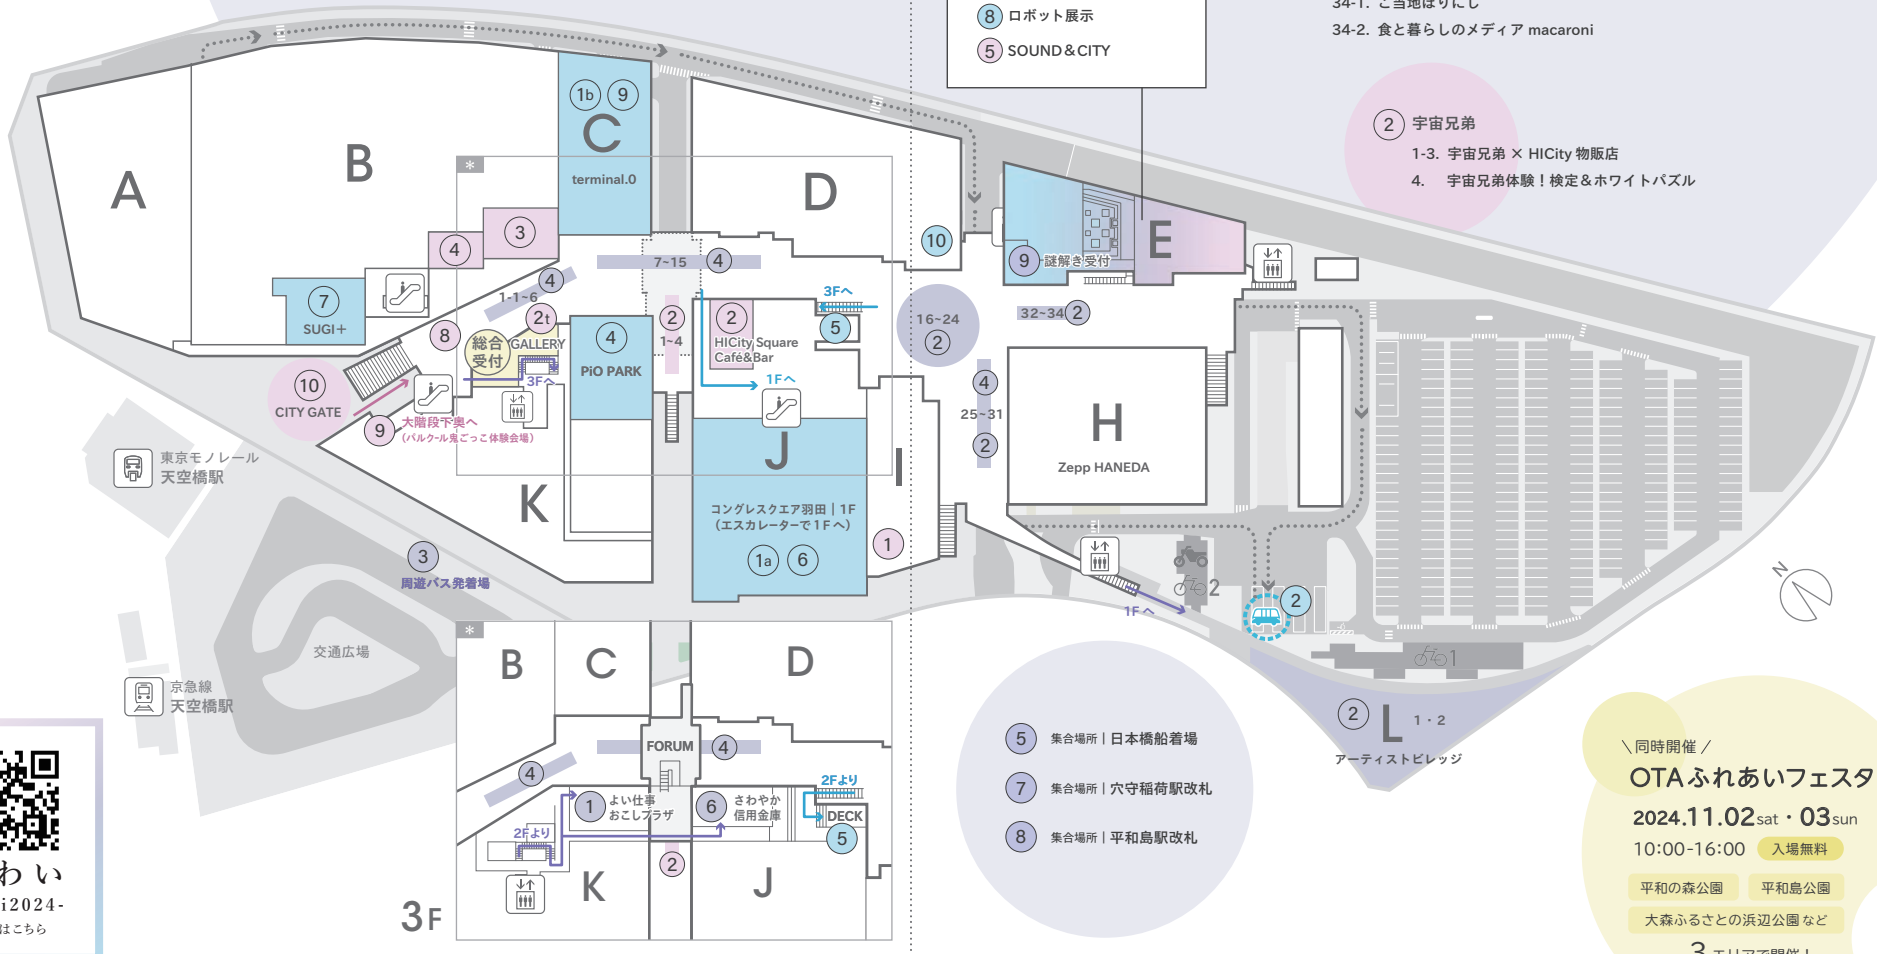 8 ロボット展示
5 SOUND&CITY
34-1. ご当地ばりにし
34-2. 食と暮らしのメディア macaroni
2 宇宙兄弟
1-3. 宇宙兄弟 × HICity 物販店
4. 宇宙兄弟体験！検定＆ホワイトパズル
A
B
1b 9
C
terminal.0
*
D
3
4
7
SUGI＋
10
9 謎解き受付
E
7~15 4
4
1-1~6
2t
GALLERY
8
総合
受付
3Fへ
4
PiO PARK
2
1~4
2
HICity Square
Café&Bar
3Fへ
5
1Fへ
16~24
2
32~34 2
4
25~31
2
H
Zepp HANEDA
10
CITY GATE
9
大階段下奥へ
（パルクール鬼ごっこ体験会場）
東京モノレール
天空橋駅
K
J
I
コングレスクエア羽田｜1F
（エスカレーターで1Fへ）
1a 6
1
3
周遊バス発着場
交通広場
京急線
天空橋駅
2
1Fへ
2
1
N
2 L 1・2
アーティストビレッジ
*
B
C
D
FORUM 4
4
1 よい仕事
おこしプラザ
6 さわやか
信用金庫
2Fより
DECK
5
2Fより
2
K
J
3F
5 集合場所｜日本橋船着場
7 集合場所｜穴守稲荷駅改札
8 集合場所｜平和島駅改札
わい
i2024-
はこちら
＼同時開催／
OTAふれあいフェスタ
2024.11.02sat・03sun
10:00-16:00 入場無料
平和の森公園 平和島公園
大森ふるさとの浜辺公園など
3エリアで開催！